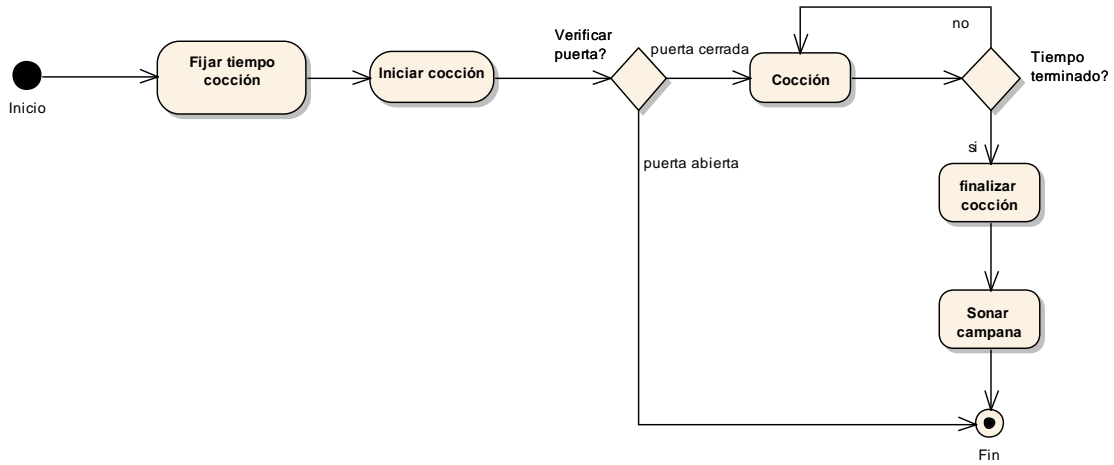 Inicio
Fijar tiempo
cocción
Iniciar cocción
Verificar
puerta?
puerta cerrada
puerta abierta
Cocción
no
Tiempo
terminado?
si
finalizar
cocción
Sonar
campana
Fin